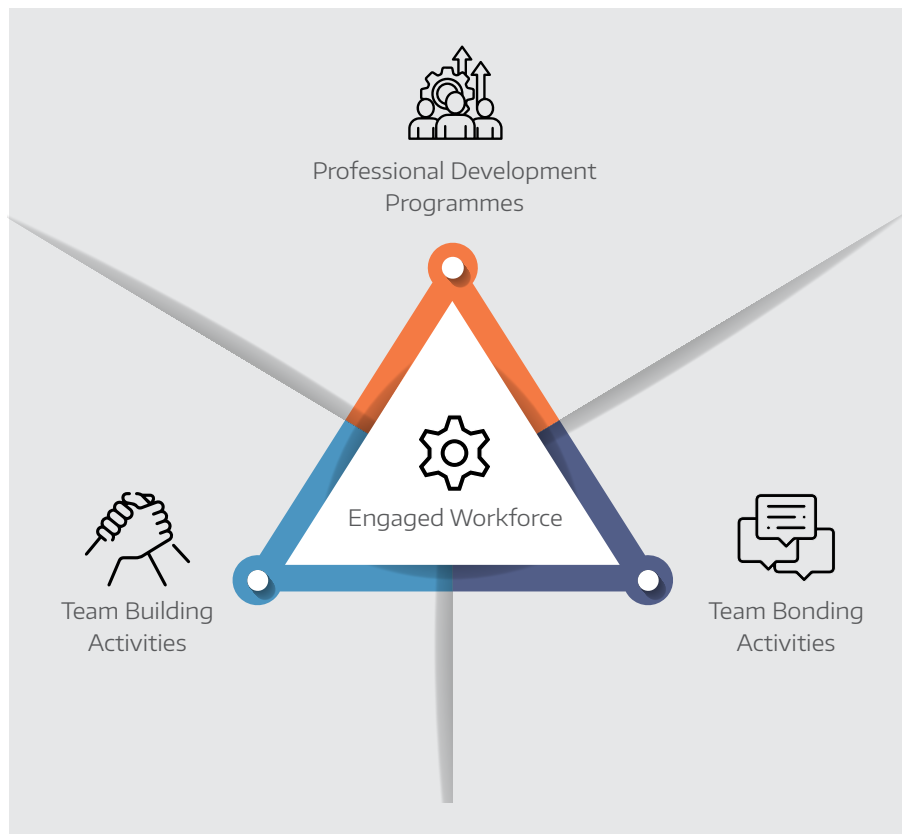 Professional Development
Programmes
Engaged Workforce
Team Building
Activities
Team Bonding
Activities